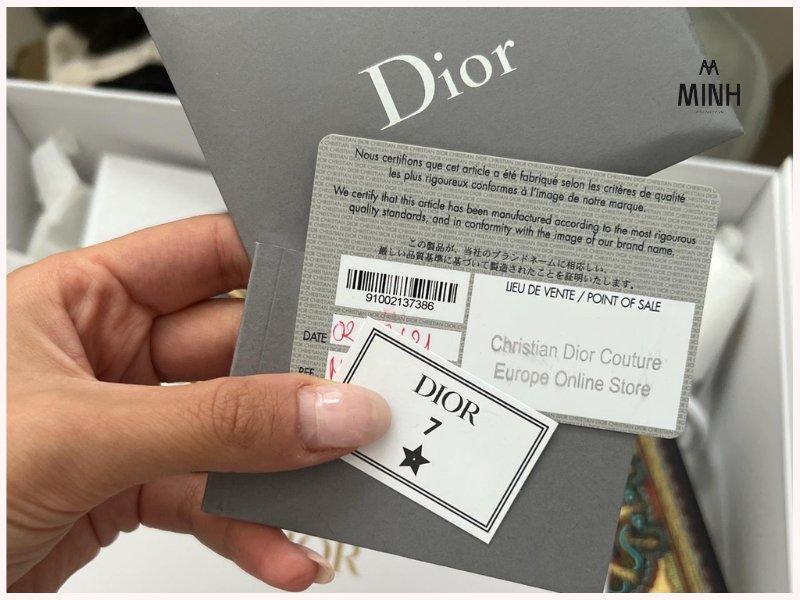 Dior
MINH
Nous certifions que cet article a été fabriqué selon les critères de qualité
les plus rigoureux conformes à l'image de notre marque.
We certify that this article has been manufactured according to the most rigourous
quality standards, and in conformity with the image of our brand name.
この製品が、当社のブランドネームに相応しい、
厳しい品質基準に基づいて製造されたことを証明いたします。
91002137386
LIEU DE VENTE / POINT OF SALE
DATE
REF
Christian Dior Couture
Europe Online Store
DIOR
7
DIOR